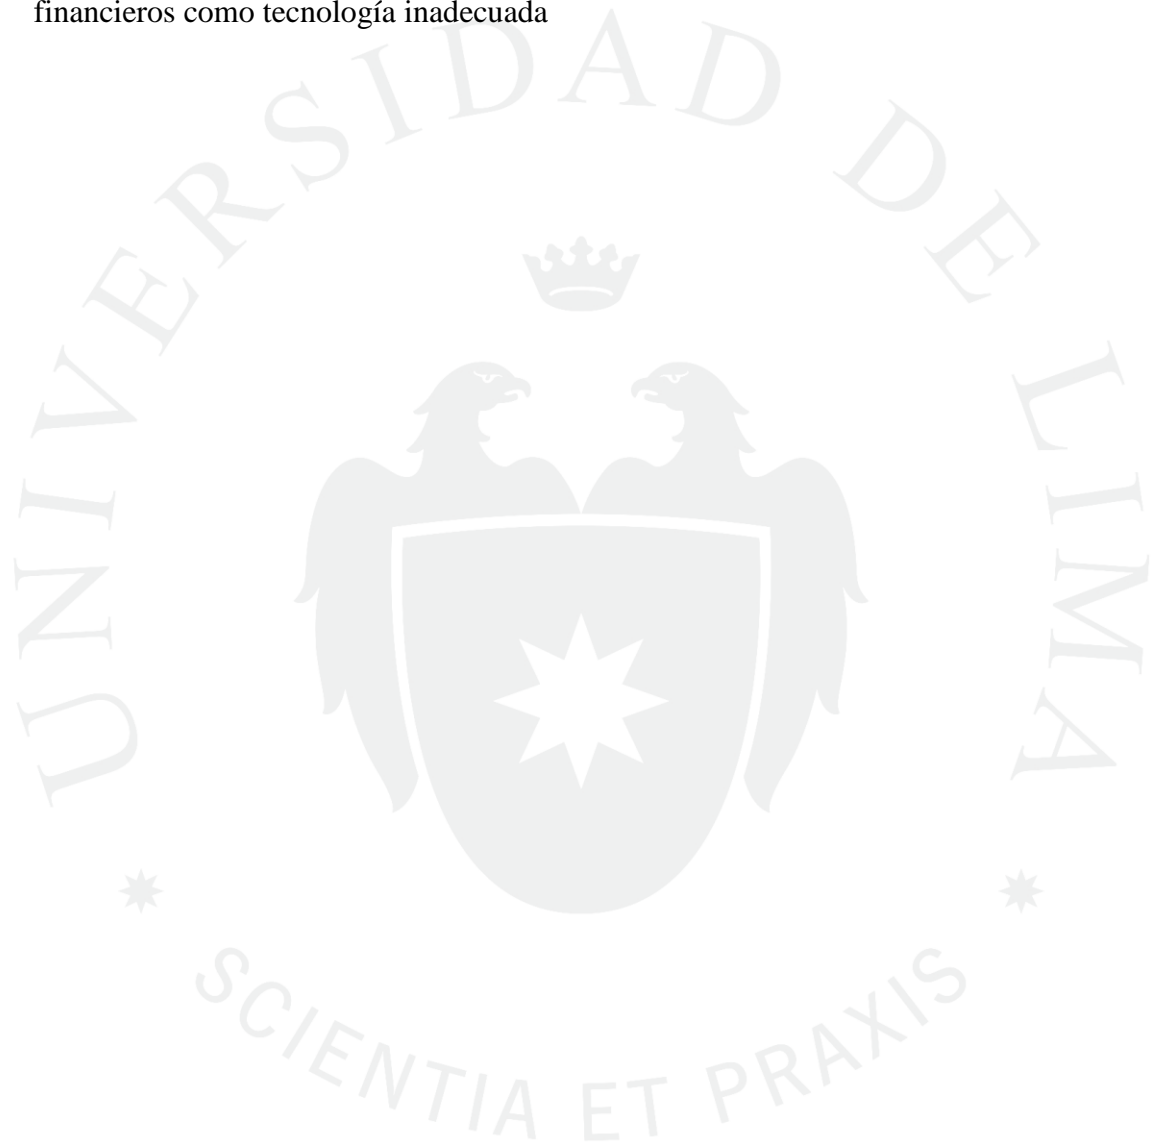 financieros como tecnología inadecuada
UNIVERSIDAD DE LIMA
SCIENTIA ET PRAXIS